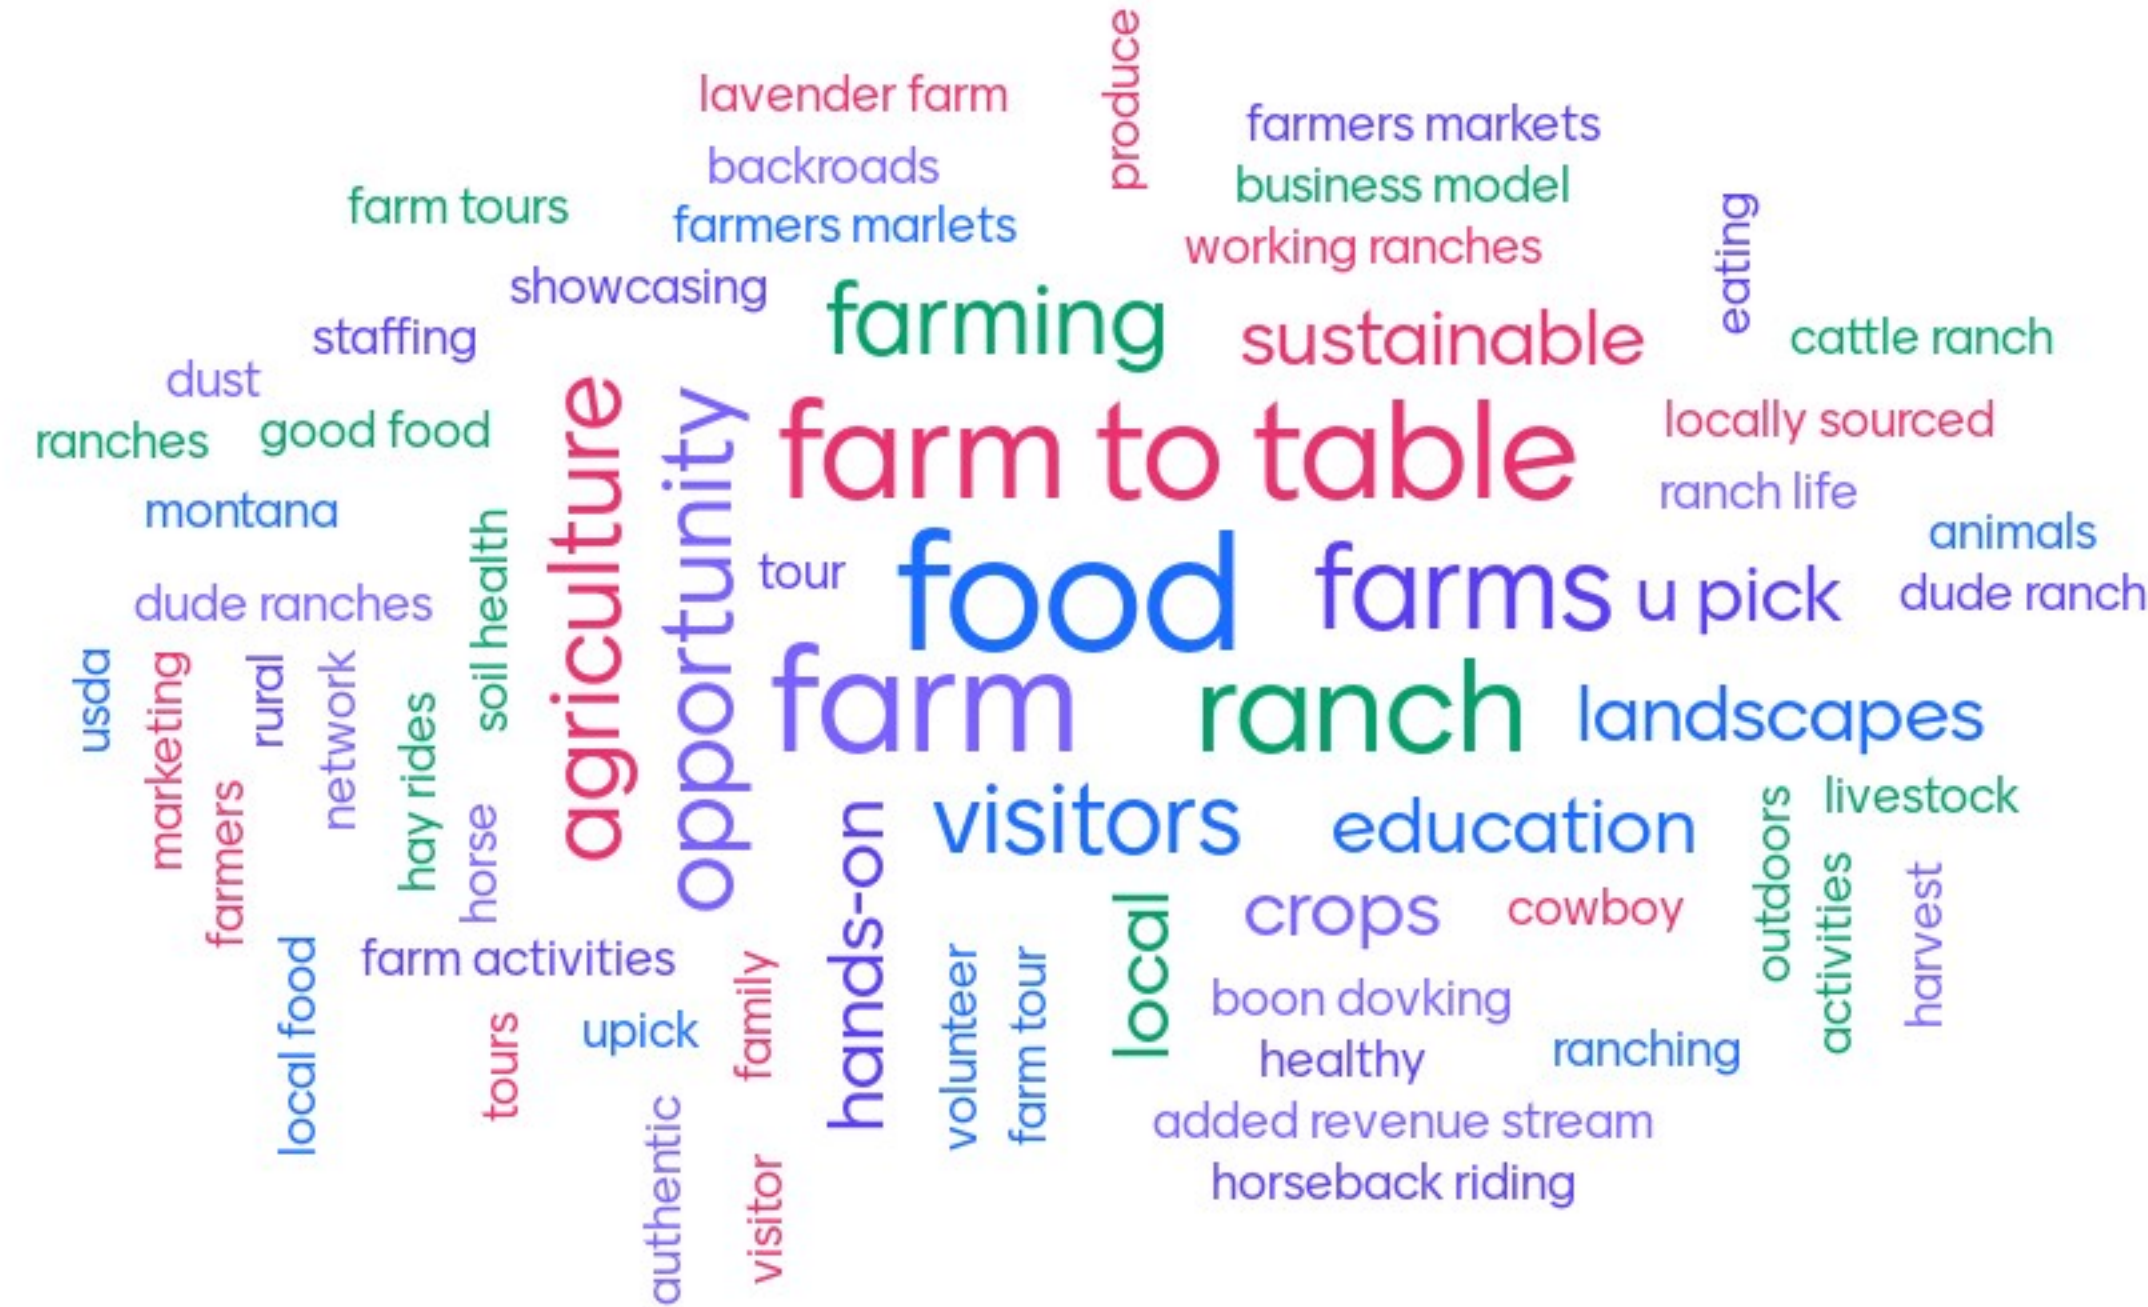 produce
lavender farm
farmers markets
backroads
business model
farm tours
farmers marlets
working ranches
eating
showcasing
farming
sustainable
staffing
cattle ranch
dust
agriculture
opportunity
farm to table
locally sourced
ranches
good food
ranch life
montana
soil health
animals
tour
food
farms
u pick
dude ranch
dude ranches
usda
marketing
rural
network
hay rides
farm
ranch
landscapes
farmers
horse
hands-on
visitors
education
outdoors
livestock
activities
harvest
local
crops
cowboy
local food
farm activities
family
volunteer
farm tour
boon dovking
tours
upick
healthy
ranching
authentic
visitor
added revenue stream
horseback riding